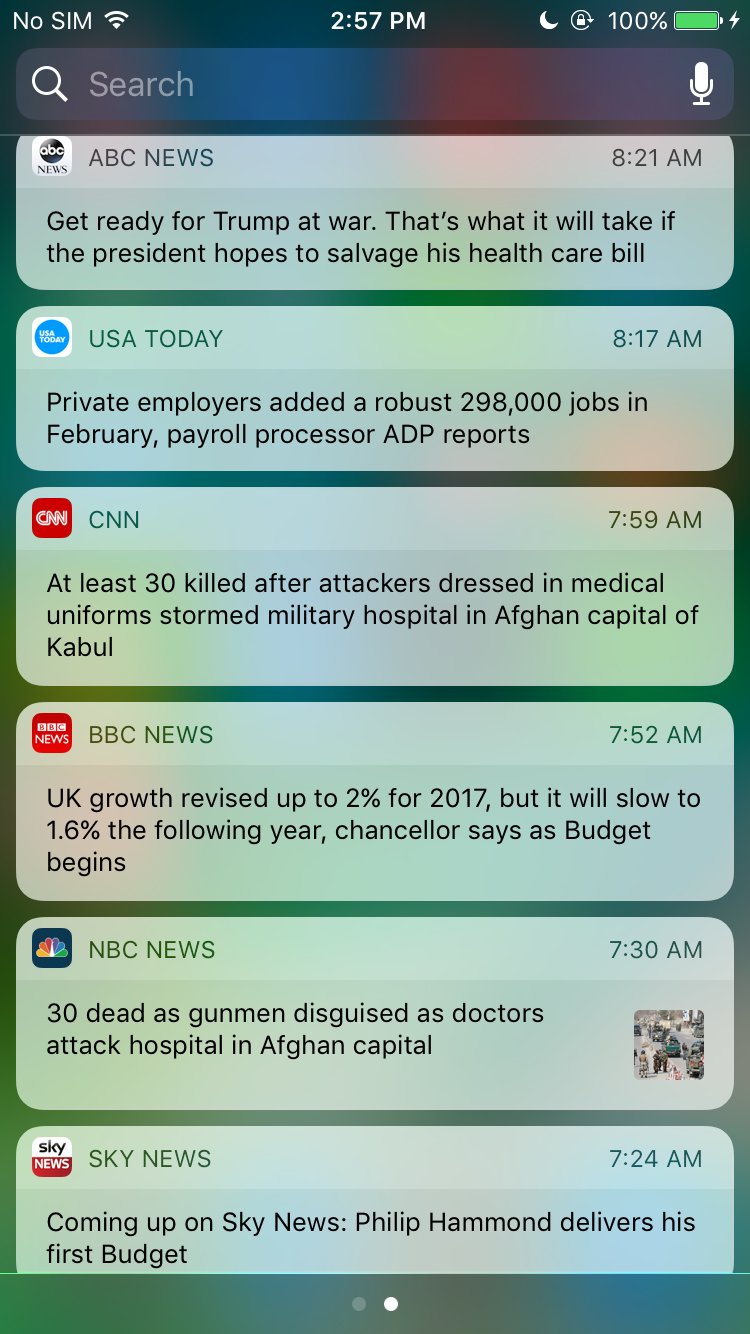 No SIM 2:57 PM 100%
Search
abc NEWS ABC NEWS 8:21 AM
Get ready for Trump at war. That’s what it will take if
the president hopes to salvage his health care bill
USA TODAY USA TODAY 8:17 AM
Private employers added a robust 298,000 jobs in
February, payroll processor ADP reports
CNN CNN 7:59 AM
At least 30 killed after attackers dressed in medical
uniforms stormed military hospital in Afghan capital of
Kabul
BBC NEWS BBC NEWS 7:52 AM
UK growth revised up to 2% for 2017, but it will slow to
1.6% the following year, chancellor says as Budget
begins
NBC NEWS 7:30 AM
30 dead as gunmen disguised as doctors
attack hospital in Afghan capital
sky NEWS SKY NEWS 7:24 AM
Coming up on Sky News: Philip Hammond delivers his
first Budget